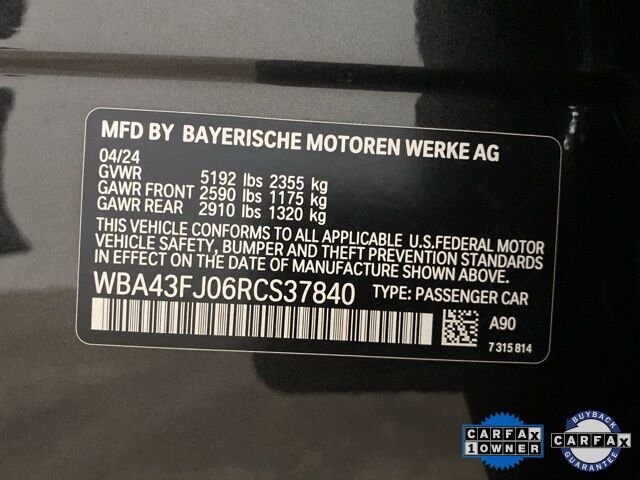 MFD BY BAYERISCHE MOTOREN WERKE AG
04/24
GVWR 5192 lbs 2355 kg
GAWR FRONT 2590 lbs 1175 kg
GAWR REAR 2910 lbs 1320 kg
THIS VEHICLE CONFORMS TO ALL APPLICABLE U.S.FEDERAL MOTOR
VEHICLE SAFETY, BUMPER AND THEFT PREVENTION STANDARDS
IN EFFECT ON THE DATE OF MANUFACTURE SHOWN ABOVE.
WBA43FJ06RCS37840 TYPE: PASSENGER CAR
A90
7 315 814
CARFAX
1 OWNER
BUYBACK
CARFAX
GUARANTEE